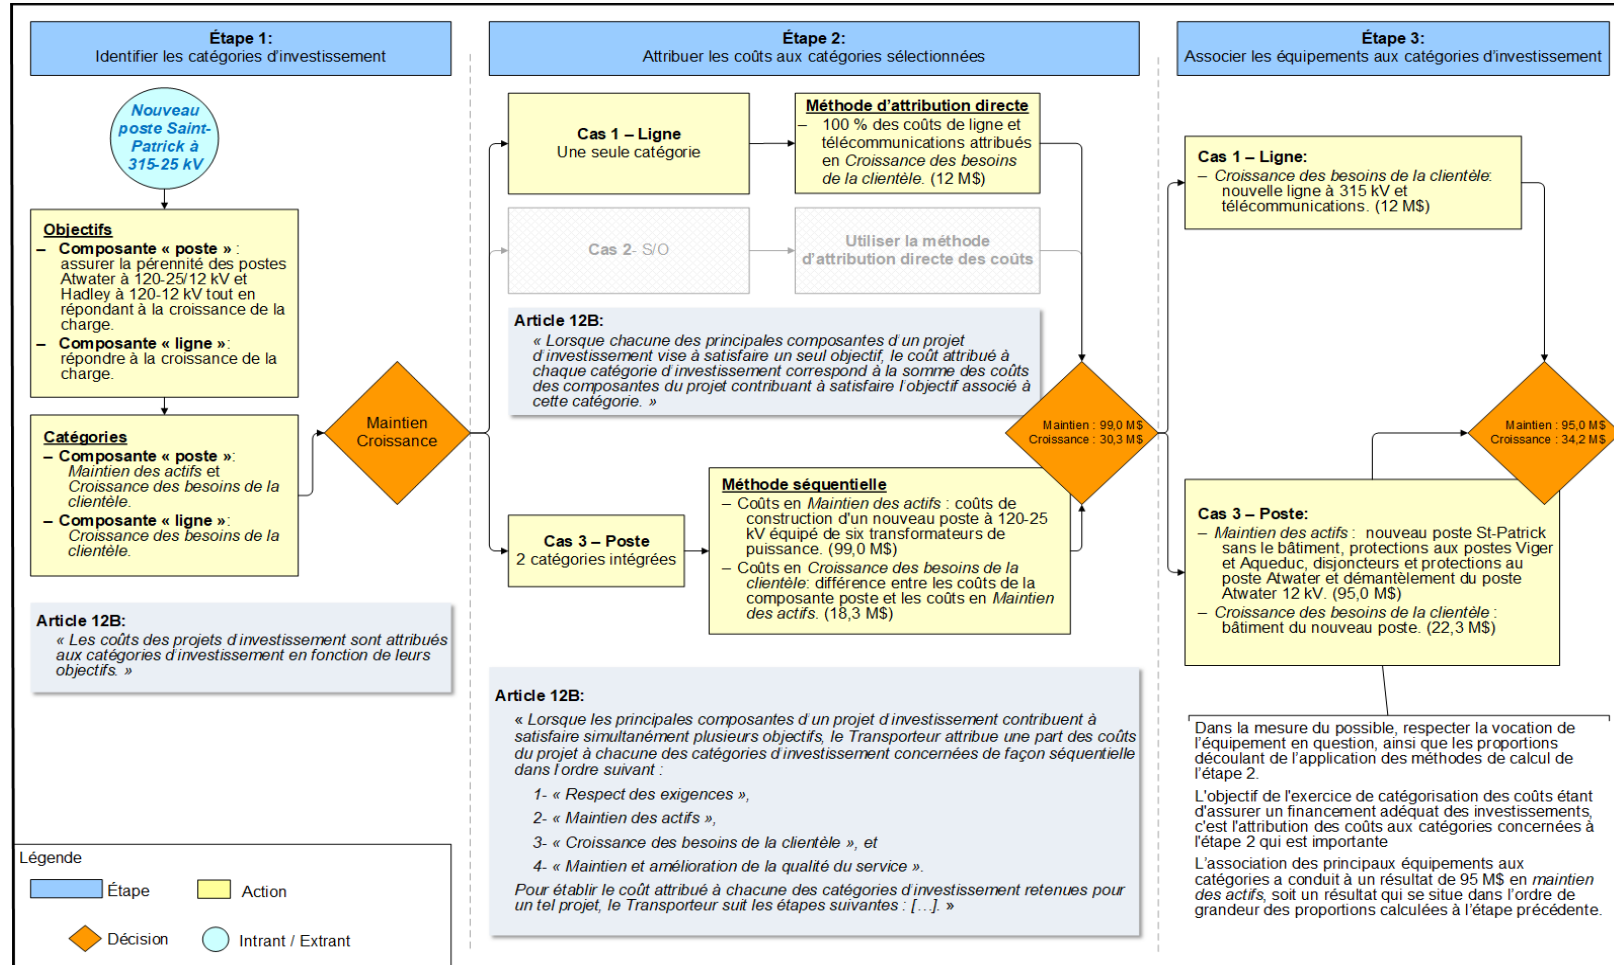 Étape 1:
Identifier les catégories d'investissement
Nouveau
poste Saint-
Patrick à
315-25 kV
Objectifs
– Composante « poste » :
assurer la pérennité des postes
Atwater à 120-25/12 kV et
Hadley à 120-12 kV tout en
répondant à la croissance de la
charge.
– Composante « ligne »:
répondre à la croissance de la
charge.
Catégories
– Composante « poste »:
Maintien des actifs et
Croissance des besoins de la
clientèle.
– Composante « ligne »:
Croissance des besoins de la
clientèle.
Maintien
Croissance
Article 12B:
« Les coûts des projets d'investissement sont attribués
aux catégories d'investissement en fonction de leurs
objectifs. »
Légende
Étape
Action
Décision
Intrant / Extrant
Étape 2:
Attribuer les coûts aux catégories sélectionnées
Cas 1 – Ligne
Une seule catégorie
Méthode d'attribution directe
– 100 % des coûts de ligne et
télécommunications attribués
en Croissance des besoins
de la clientèle. (12 M$)
Cas 2- S/O
Utiliser la méthode
d'attribution directe des coûts
Article 12B:
« Lorsque chacune des principales composantes d'un projet
d'investissement vise à satisfaire un seul objectif, le coût attribué à
chaque catégorie d'investissement correspond à la somme des coûts
des composantes du projet contribuant à satisfaire l'objectif associé à
cette catégorie. »
Maintien : 99,0 M$
Croissance : 30,3 M$
Cas 3 – Poste
2 catégories intégrées
Méthode séquentielle
– Coûts en Maintien des actifs : coûts de
construction d'un nouveau poste à 120-25
kV équipé de six transformateurs de
puissance. (99,0 M$)
– Coûts en Croissance des besoins de la
clientèle: différence entre les coûts de la
composante poste et les coûts en Maintien
des actifs. (18,3 M$)
Article 12B:
« Lorsque les principales composantes d'un projet d'investissement contribuent à
satisfaire simultanément plusieurs objectifs, le Transporteur attribue une part des coûts
du projet à chacune des catégories d'investissement concernées de façon séquentielle
dans l'ordre suivant :
1- « Respect des exigences »,
2- « Maintien des actifs »,
3- « Croissance des besoins de la clientèle », et
4- « Maintien et amélioration de la qualité du service ».
Pour établir le coût attribué à chacune des catégories d'investissement retenues pour
un tel projet, le Transporteur suit les étapes suivantes : [...]. »
Étape 3:
Associer les équipements aux catégories d'investissement
Cas 1 – Ligne:
– Croissance des besoins de la clientèle:
nouvelle ligne à 315 kV et
télécommunications. (12 M$)
Maintien : 95,0 M$
Croissance : 34,2 M$
Cas 3 – Poste:
– Maintien des actifs : nouveau poste St-Patrick
sans le bâtiment, protections aux postes Viger
et Aqueduc, disjoncteurs et protections au
poste Atwater et démantèlement du poste
Atwater 12 kV. (95,0 M$)
– Croissance des besoins de la clientèle :
bâtiment du nouveau poste. (22,3 M$)
Dans la mesure du possible, respecter la vocation de
l'équipement en question, ainsi que les proportions
découlant de l'application des méthodes de calcul de
l'étape 2.
L'objectif de l'exercice de catégorisation des coûts étant
d'assurer un financement adéquat des investissements,
c'est l'attribution des coûts aux catégories concernées à
l'étape 2 qui est importante
L'association des principaux équipements aux
catégories a conduit à un résultat de 95 M$ en maintien
des actifs, soit un résultat qui se situe dans l'ordre de
grandeur des proportions calculées à l'étape précédente.